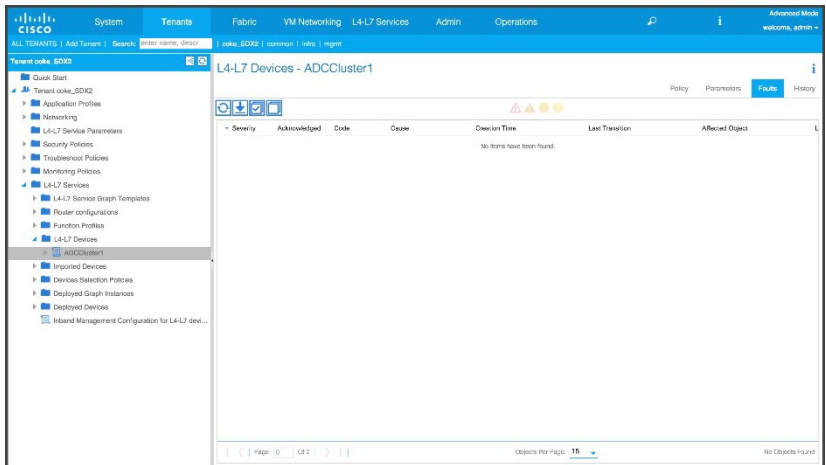 Advanced Mode
CISCO System Tenants Fabric VM Networking L4-L7 Services Admin Operations i welcome, admin
ALL TENANTS | Add Tenant | Search: enter name, descr | coke_SDX2 | common | infra | mgmt
Tenant coke_SDX2
Quick Start
Tenant coke_SDX2
Application Profiles
Networking
L4-L7 Service Parameters
Security Policies
Troubleshoot Policies
Monitoring Policies
L4-L7 Services
L4-L7 Service Graph Templates
Router configurations
Function Profiles
L4-L7 Devices
ADCCluster1
Imported Devices
Devices Selection Policies
Deployed Graph Instances
Deployed Devices
Inband Management Configuration for L4-L7 devi...
L4-L7 Devices - ADCCluster1 i
Policy Parameters Faults History
Severity Acknowledged Code Cause Creation Time Last Transition Affected Object L
No items have been found.
Page 0 Of 0 Objects Per Page: 15 No Objects Found